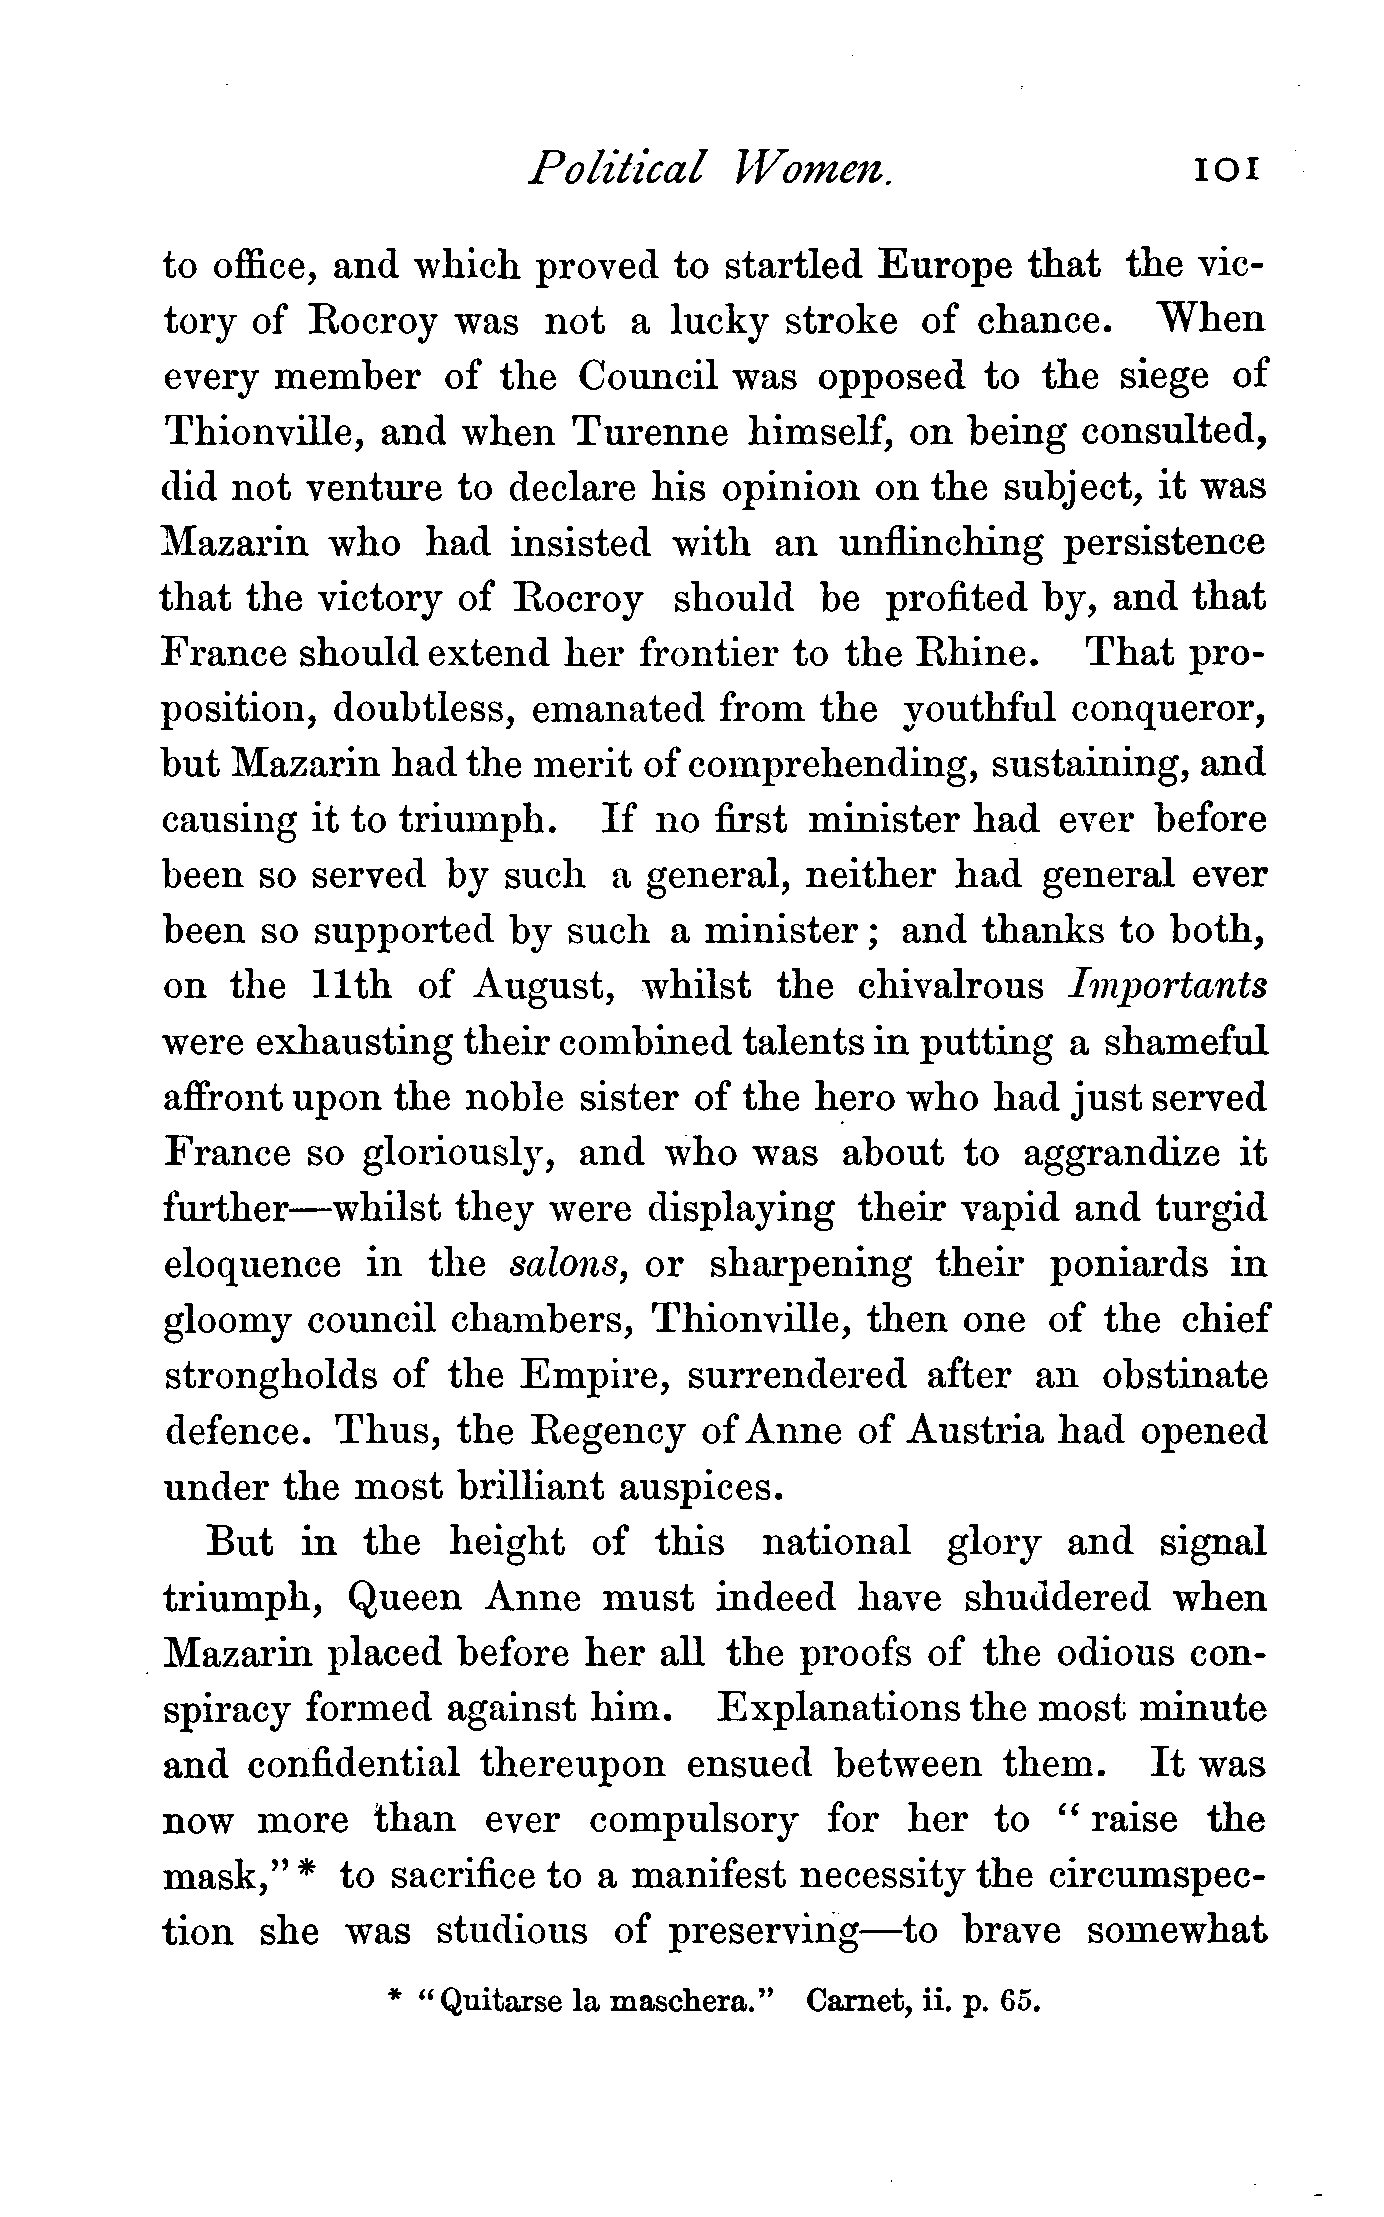 Political Women. 101
to office, and which proved to startled Europe that the vic-
tory of Rocroy was not a lucky stroke of chance. When
every member of the Council was opposed to the siege of
Thionville, and when Turenne himself, on being consulted,
did not venture to declare his opinion on the subject, it was
Mazarin who had insisted with an unflinching persistence
that the victory of Rocroy should be profited by, and that
France should extend her frontier to the Rhine. That pro-
position, doubtless, emanated from the youthful conqueror,
but Mazarin had the merit of comprehending, sustaining, and
causing it to triumph. If no first minister had ever before
been so served by such a general, neither had general ever
been so supported by such a minister; and thanks to both,
on the 11th of August, whilst the chivalrous Importants
were exhausting their combined talents in putting a shameful
affront upon the noble sister of the hero who had just served
France so gloriously, and who was about to aggrandize it
further—whilst they were displaying their vapid and turgid
eloquence in the salons, or sharpening their poniards in
gloomy council chambers, Thionville, then one of the chief
strongholds of the Empire, surrendered after an obstinate
defence. Thus, the Regency of Anne of Austria had opened
under the most brilliant auspices.
But in the height of this national glory and signal
triumph, Queen Anne must indeed have shuddered when
Mazarin placed before her all the proofs of the odious con-
spiracy formed against him. Explanations the most minute
and confidential thereupon ensued between them. It was
now more than ever compulsory for her to "raise the
mask,"* to sacrifice to a manifest necessity the circumspec-
tion she was studious of preserving—to brave somewhat
* "Quitarse la maschera." Carnet, ii. p. 65.